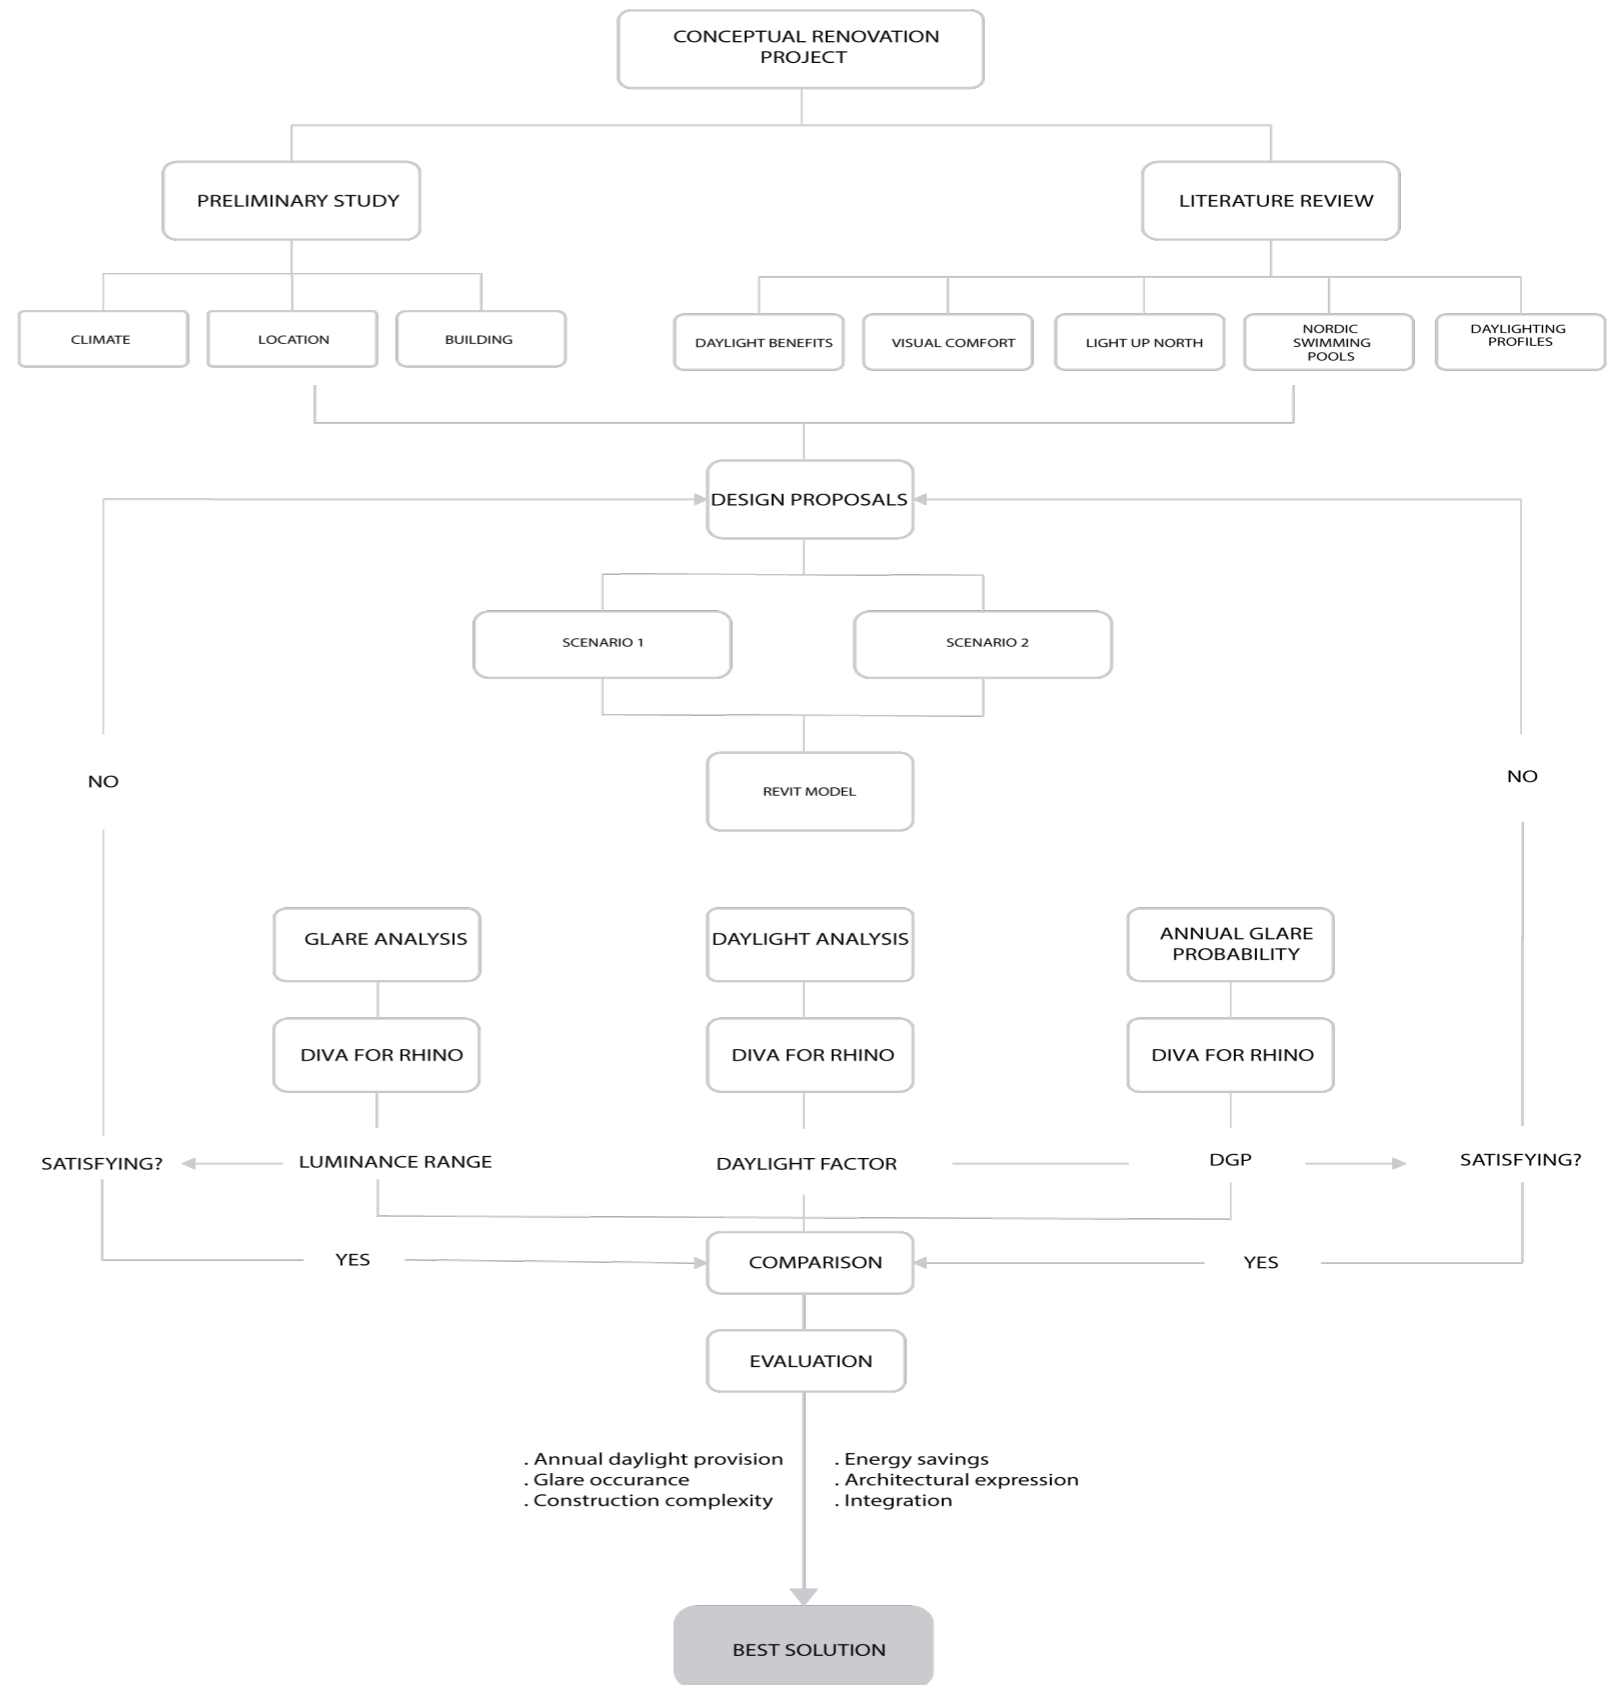 CONCEPTUAL RENOVATION
PROJECT
PRELIMINARY STUDY
LITERATURE REVIEW
CLIMATE
LOCATION
BUILDING
DAYLIGHT BENEFITS
VISUAL COMFORT
LIGHT UP NORTH
NORDIC
SWIMMING
POOLS
DAYLIGHTING
PROFILES
DESIGN PROPOSALS
SCENARIO 1
SCENARIO 2
NO
REVIT MODEL
NO
GLARE ANALYSIS
DAYLIGHT ANALYSIS
ANNUAL GLARE
PROBABILITY
DIVA FOR RHINO
DIVA FOR RHINO
DIVA FOR RHINO
SATISFYING?
LUMINANCE RANGE
DAYLIGHT FACTOR
DGP
SATISFYING?
YES
COMPARISON
YES
EVALUATION
. Annual daylight provision
. Glare occurance
. Construction complexity
. Energy savings
. Architectural expression
. Integration
BEST SOLUTION